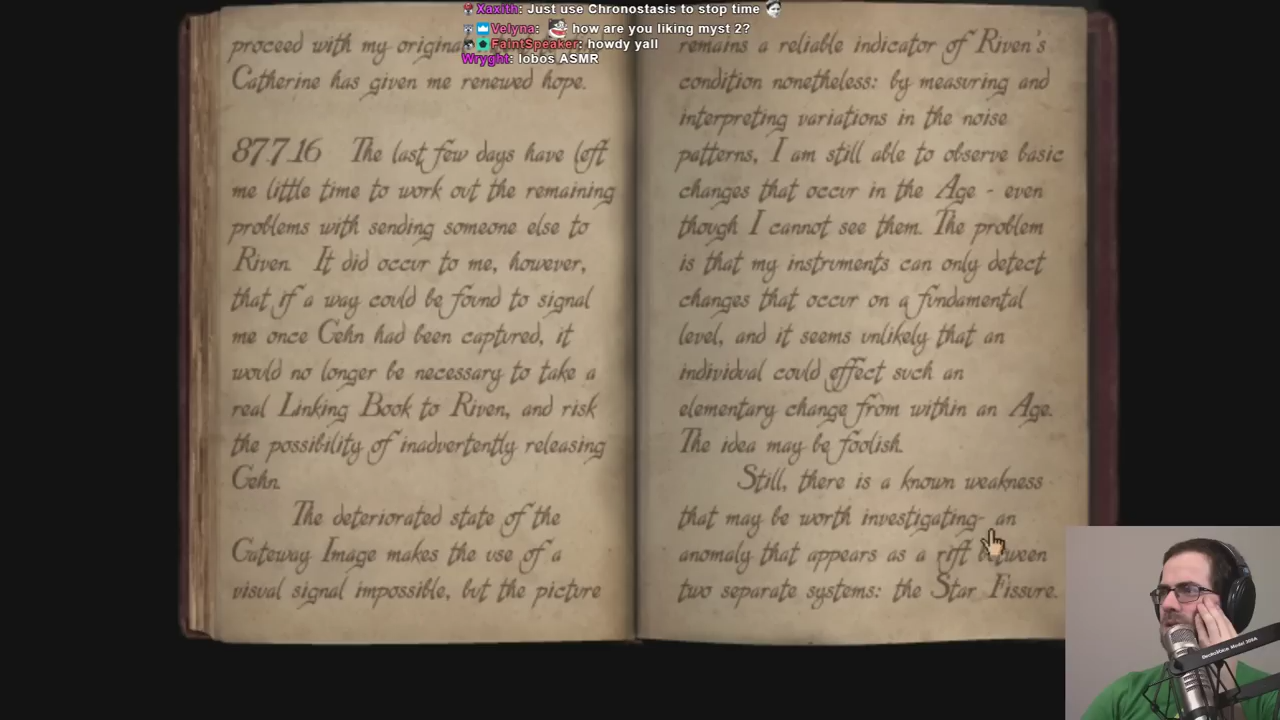 Xaxith: Just use Chronostasis to stop time
Velyna: how are you liking myst 2?
FaintSpeaker: howdy yall
Wryght: lobos ASMR
proceed with my origina
Catherine has given me renewed hope.
87.7.16 The last few days have left
me little time to work out the remaining
problems with sending someone else to
Riven. It did occur to me, however,
that if a way could be found to signal
me once Gehn had been captured, it
would no longer be necessary to take a
real Linking Book to Riven, and risk
the possibility of inadvertently releasing
Gehn.
The deteriorated state of the
Gateway Image makes the use of a
visual signal impossible, but the picture
remains a reliable indicator of Riven's
condition nonetheless: by measuring and
interpreting variations in the noise
patterns, I am still able to observe basic
changes that occur in the Age - even
though I cannot see them. The problem
is that my instruments can only detect
changes that occur on a fundamental
level, and it seems unlikely that an
individual could effect such an
elementary change from within an Age.
The idea may be foolish.
Still, there is a known weakness
that may be worth investigating- an
anomaly that appears as a rift between
two separate systems: the Star Fissure.